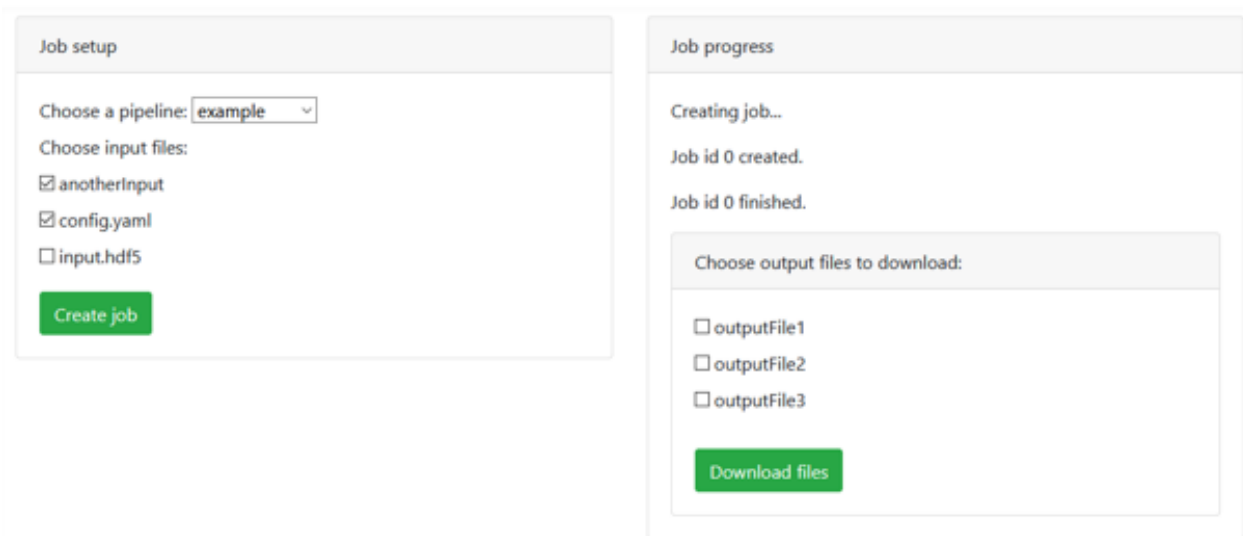 Job setup
Choose a pipeline: example
Choose input files:
anotherInput
config.yaml
input.hdf5
Create job
Job progress
Creating job...
Job id 0 created.
Job id 0 finished.
Choose output files to download:
outputFile1
outputFile2
outputFile3
Download files